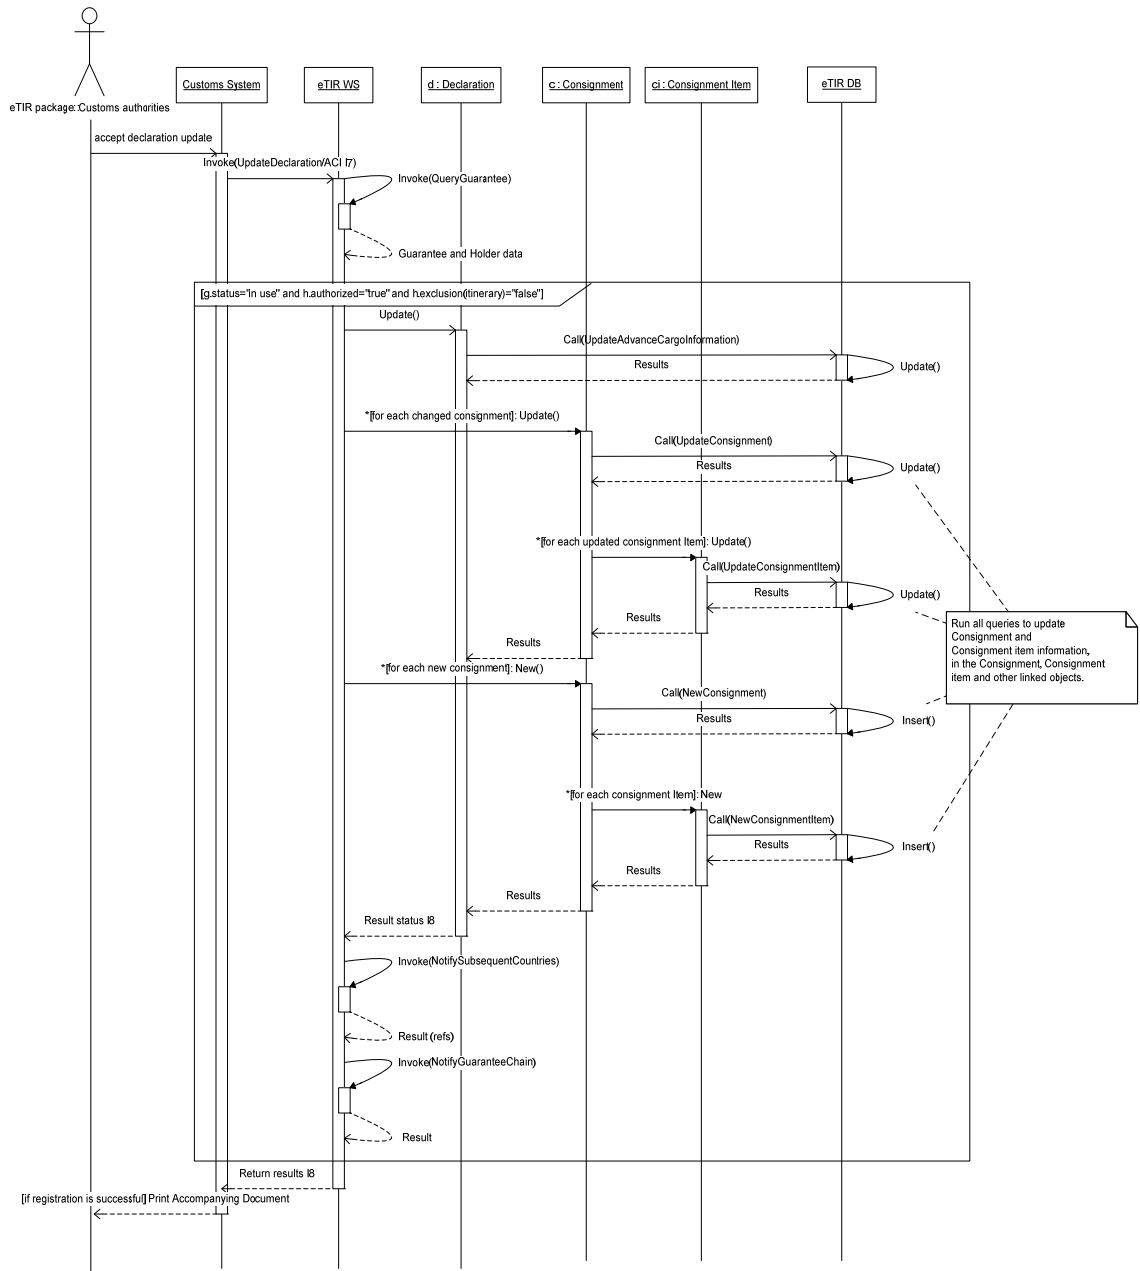 Customs System
eTIR WS
d : Declaration
c : Consignment
ci : Consignment Item
eTIR DB
eTIR package::Customs authorities
accept declaration update
Invoke(UpdateDeclaration/ACI I7)
Invoke(QueryGuarantee)
Guarantee and Holder data
[g.status="in use" and h.authorized="true" and h.exclusion(itinerary)="false"]
Update()
Call(UpdateAdvanceCargoInformation)
Results
Update()
*[for each changed consignment]: Update()
Call(UpdateConsignment)
Results
Update()
*[for each updated consignment Item]: Update()
Call(UpdateConsignmentItem)
Results
Update()
Results
Results
Run all queries to update
Consignment and
Consignment item infomation,
in the Consignment, Consignment
item and other linked objects.
*[for each new consignment]: New()
Call(NewConsignment)
Results
Insert()
*[for each consignment Item]: New
Call(NewConsignmentItem)
Results
Insert()
Results
Results
Result status I8
Invoke(NotifySubsequentCountries)
Result (refs)
Invoke(NotifyGuaranteeChain)
Result
Return results I8
[if registration is successful] Print Accompanying Document